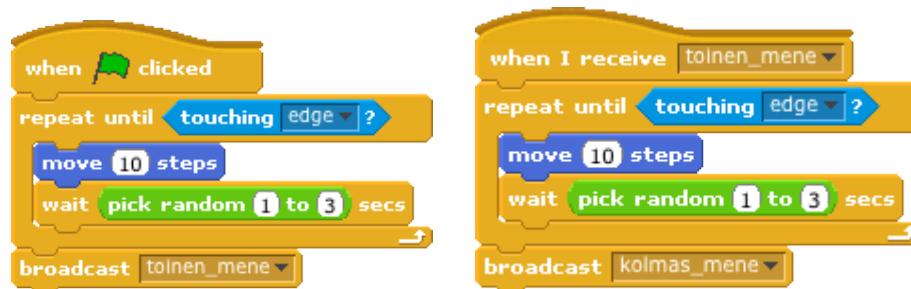 when clicked
repeat until touching edge ?
move 10 steps
wait pick random 1 to 3 secs
broadcast toinen_mene
when I receive toinen_mene
repeat until touching edge ?
move 10 steps
wait pick random 1 to 3 secs
broadcast kolmas_mene